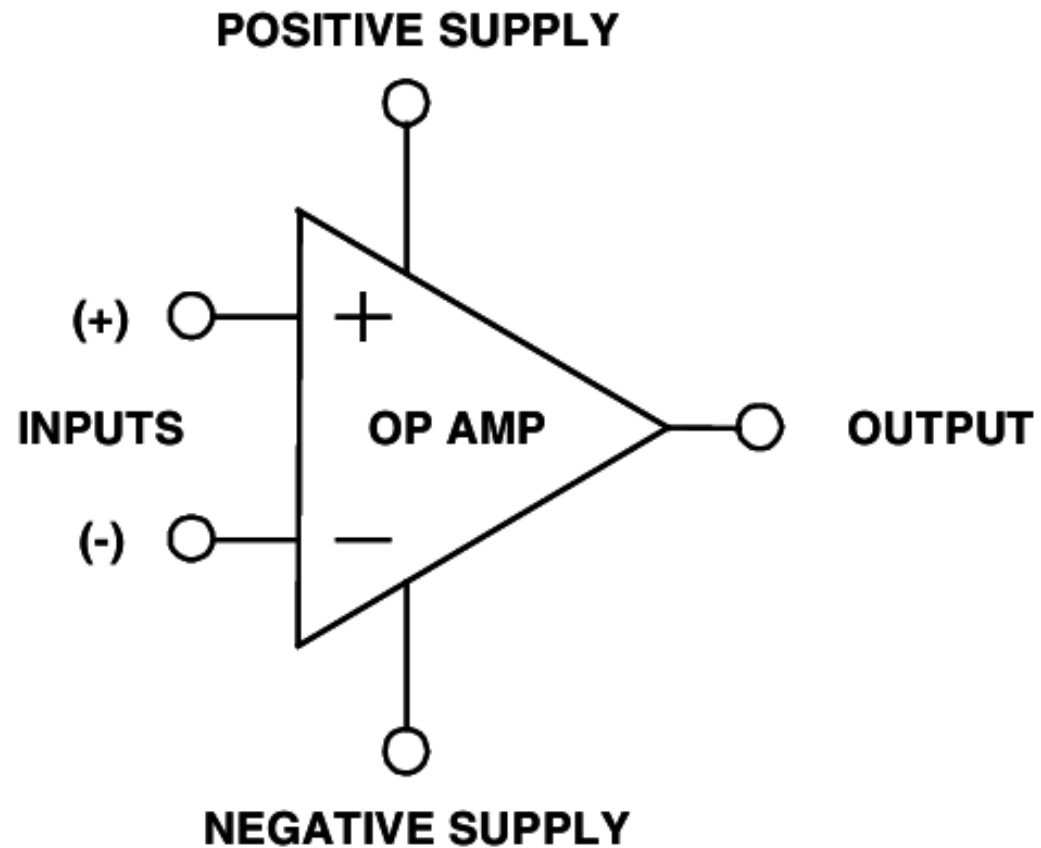 POSITIVE SUPPLY
(+)
+
INPUTS
OP AMP
OUTPUT
(-)
−
NEGATIVE SUPPLY